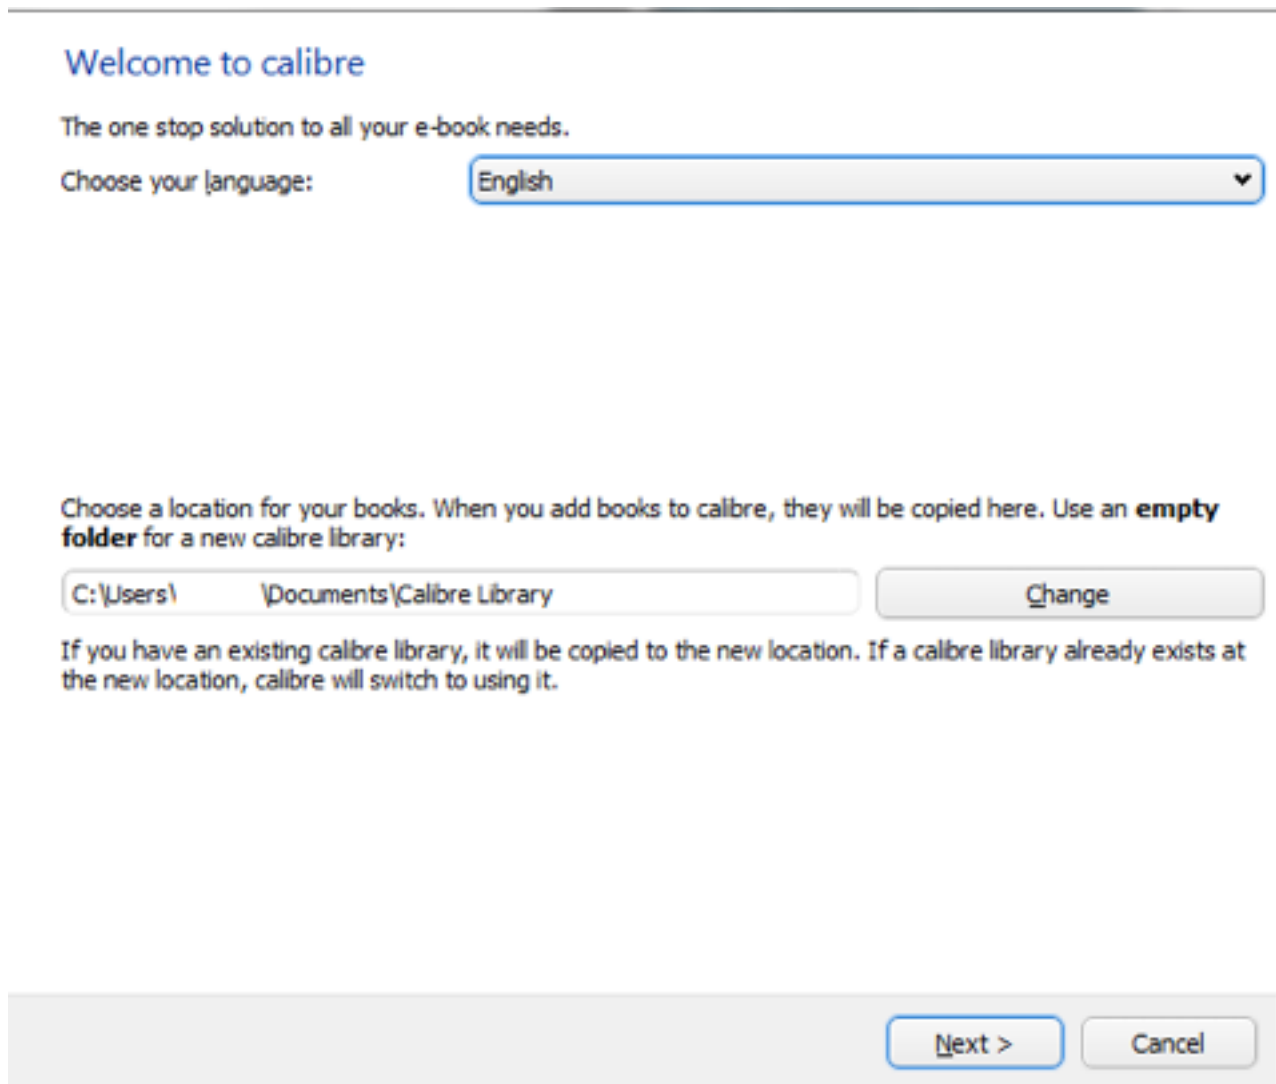 Welcome to calibre
The one stop solution to all your e-book needs.
Choose your language: English
Choose a location for your books. When you add books to calibre, they will be copied here. Use an empty
folder for a new calibre library:
C:\Users\ \Documents\Calibre Library Change
If you have an existing calibre library, it will be copied to the new location. If a calibre library already exists at
the new location, calibre will switch to using it.
Next > Cancel